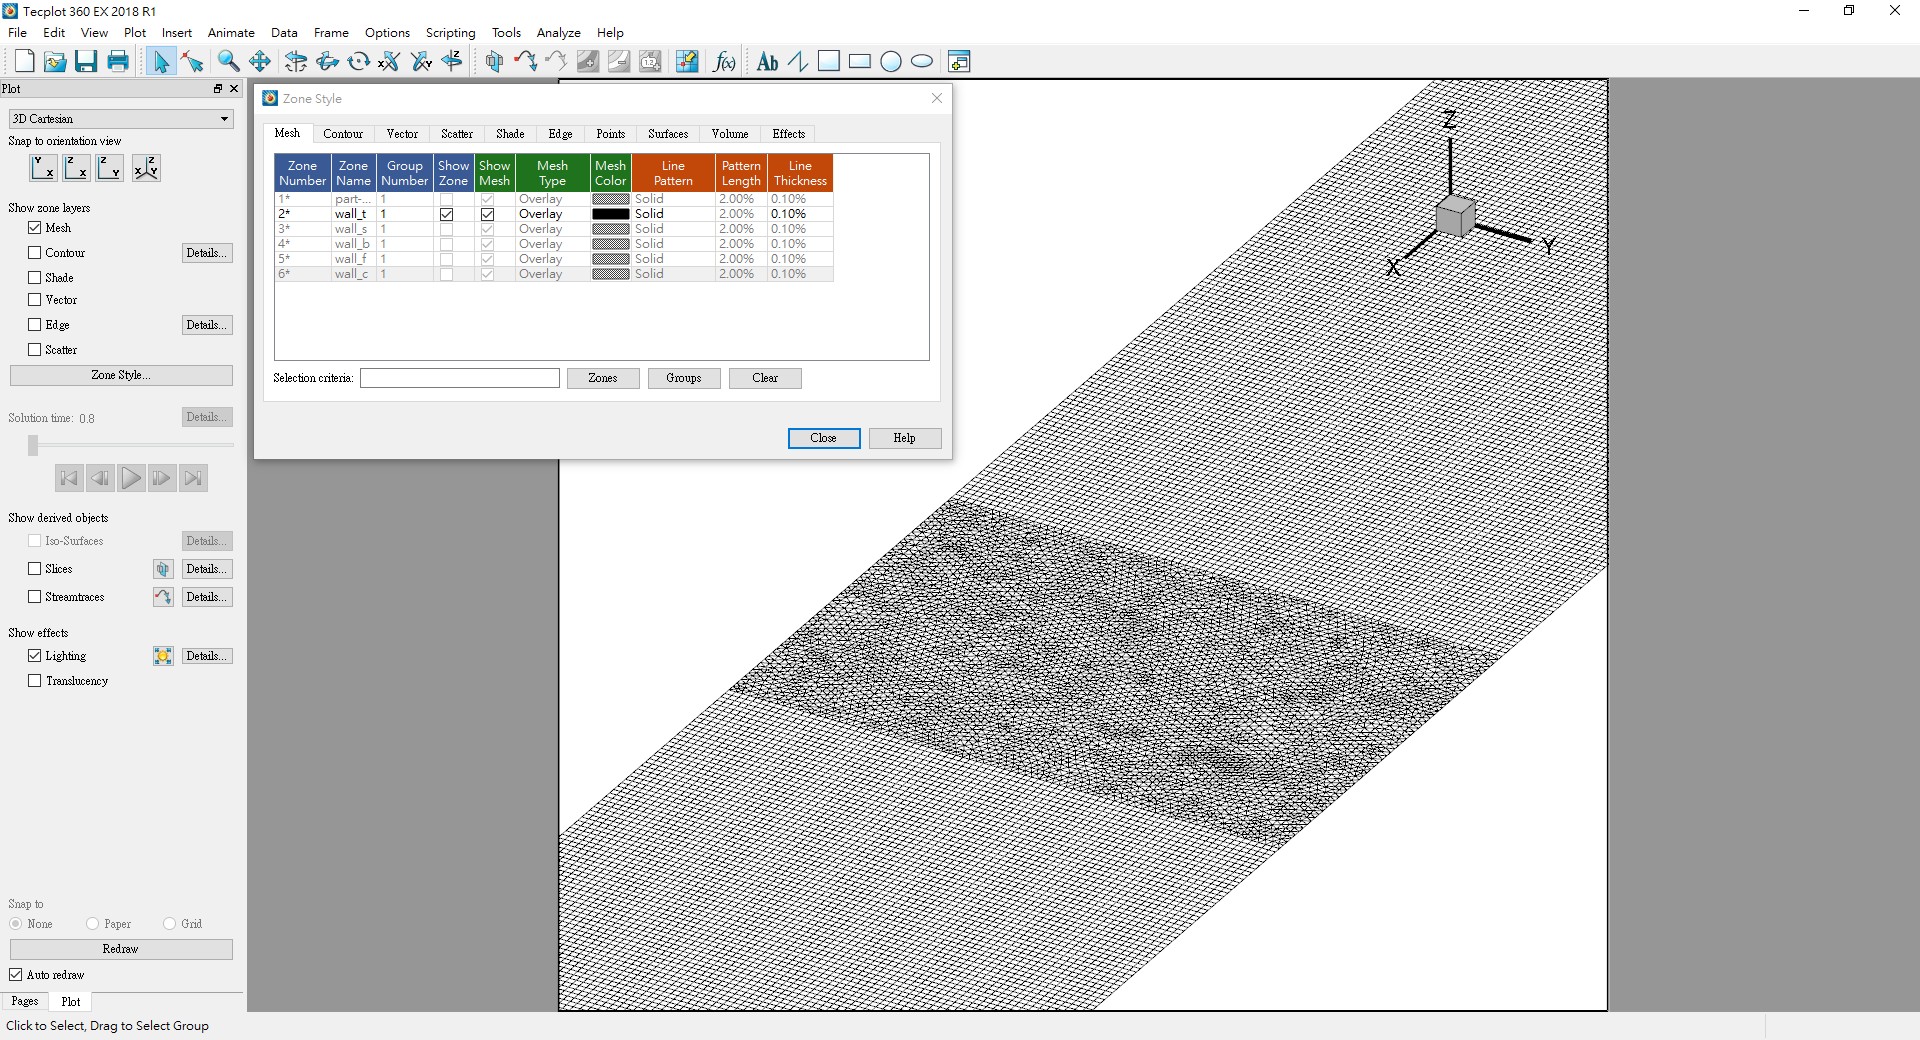 Tecplot 360 EX 2018 R1
File Edit View Plot Insert Animate Data Frame Options Scripting Tools Analyze Help
Plot
3D Cartesian
Snap to orientation view
Show zone layers
Mesh
Contour Details...
Shade
Vector
Edge Details...
Scatter
Zone Style...
Solution time: 0.8 Details...
Show derived objects
Iso-Surfaces Details...
Slices Details...
Streamtraces Details...
Show effects
Lighting Details...
Translucency
Snap to
None Paper Grid
Redraw
Auto redraw
Pages Plot
Click to Select, Drag to Select Group
Zone Style
Mesh Contour Vector Scatter Shade Edge Points Surfaces Volume Effects
Zone Number Zone Name Group Number Show Zone Show Mesh Mesh Type Mesh Color Line Pattern Pattern Length Line Thickness
1* part-... 1 Overlay Solid 2.00% 0.10%
2* wall_t 1 Overlay Solid 2.00% 0.10%
3* wall_s 1 Overlay Solid 2.00% 0.10%
4* wall_b 1 Overlay Solid 2.00% 0.10%
5* wall_f 1 Overlay Solid 2.00% 0.10%
6* wall_c 1 Overlay Solid 2.00% 0.10%
Selection criteria: Zones Groups Clear
Close Help
Z
Y
X